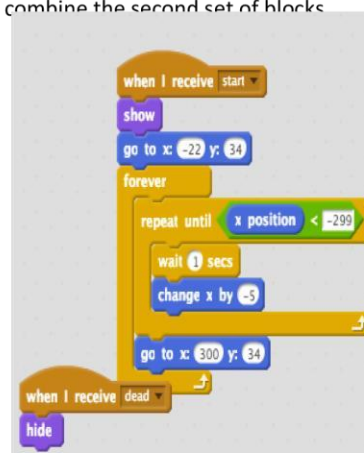 combine the second set of blocks
when I receive start
show
go to x: -22 y: 34
forever
repeat until x position < -299
wait 1 secs
change x by -5
go to x: 300 y: 34
when I receive dead
hide